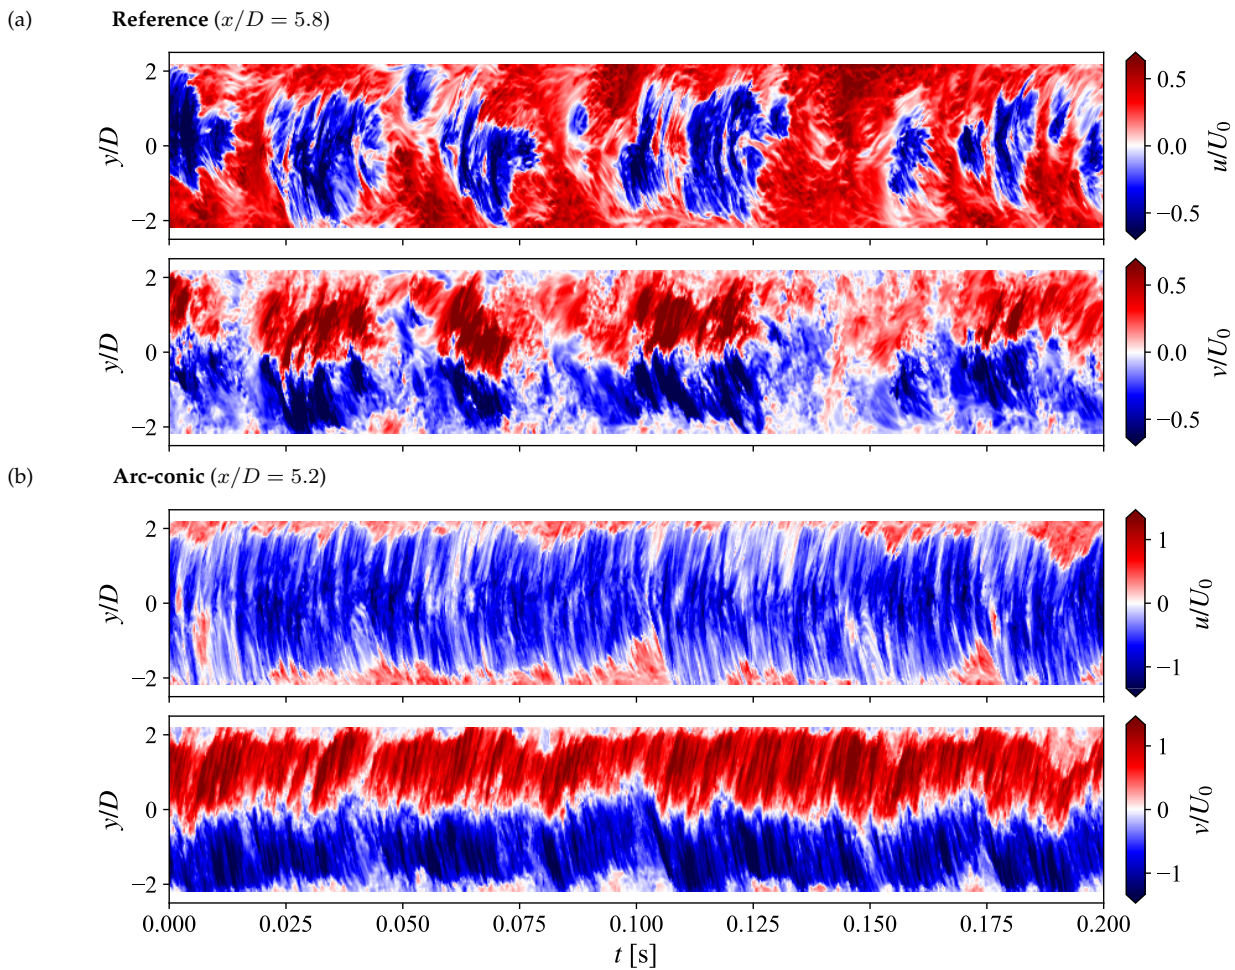 (a) Reference (x/D = 5.8)
2
0
−2
y/D
0.5
0.0
−0.5
u/U₀
2
0
−2
y/D
0.5
0.0
−0.5
v/U₀
(b) Arc-conic (x/D = 5.2)
2
0
−2
y/D
1
0
−1
u/U₀
2
0
−2
y/D
1
0
−1
v/U₀
0.000 0.025 0.050 0.075 0.100 0.125 0.150 0.175 0.200
t [s]